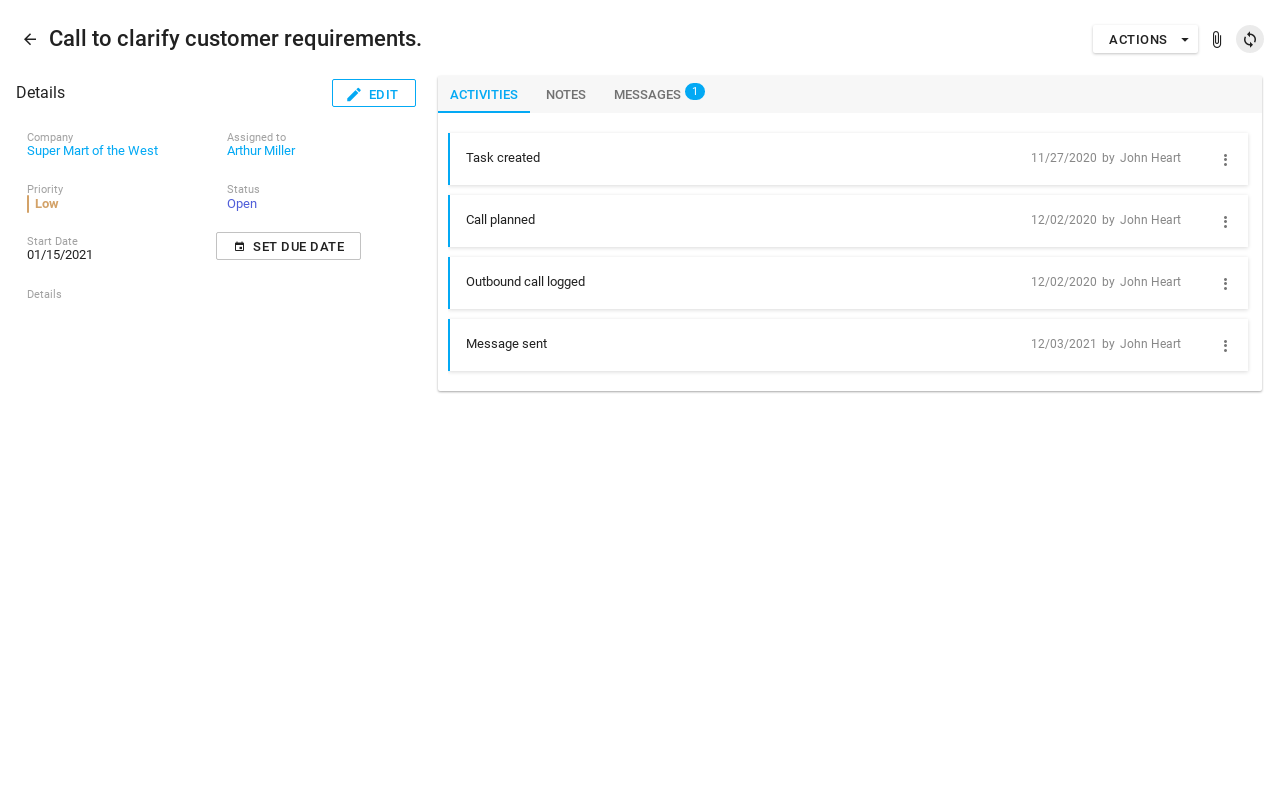 Call to clarify customer requirements.
ACTIONS
Details
EDIT
Company
Super Mart of the West
Assigned to
Arthur Miller
Priority
Low
Status
Open
Start Date
01/15/2021
SET DUE DATE
Details
ACTIVITIES NOTES MESSAGES 1
Task created 11/27/2020 by John Heart
Call planned 12/02/2020 by John Heart
Outbound call logged 12/02/2020 by John Heart
Message sent 12/03/2021 by John Heart